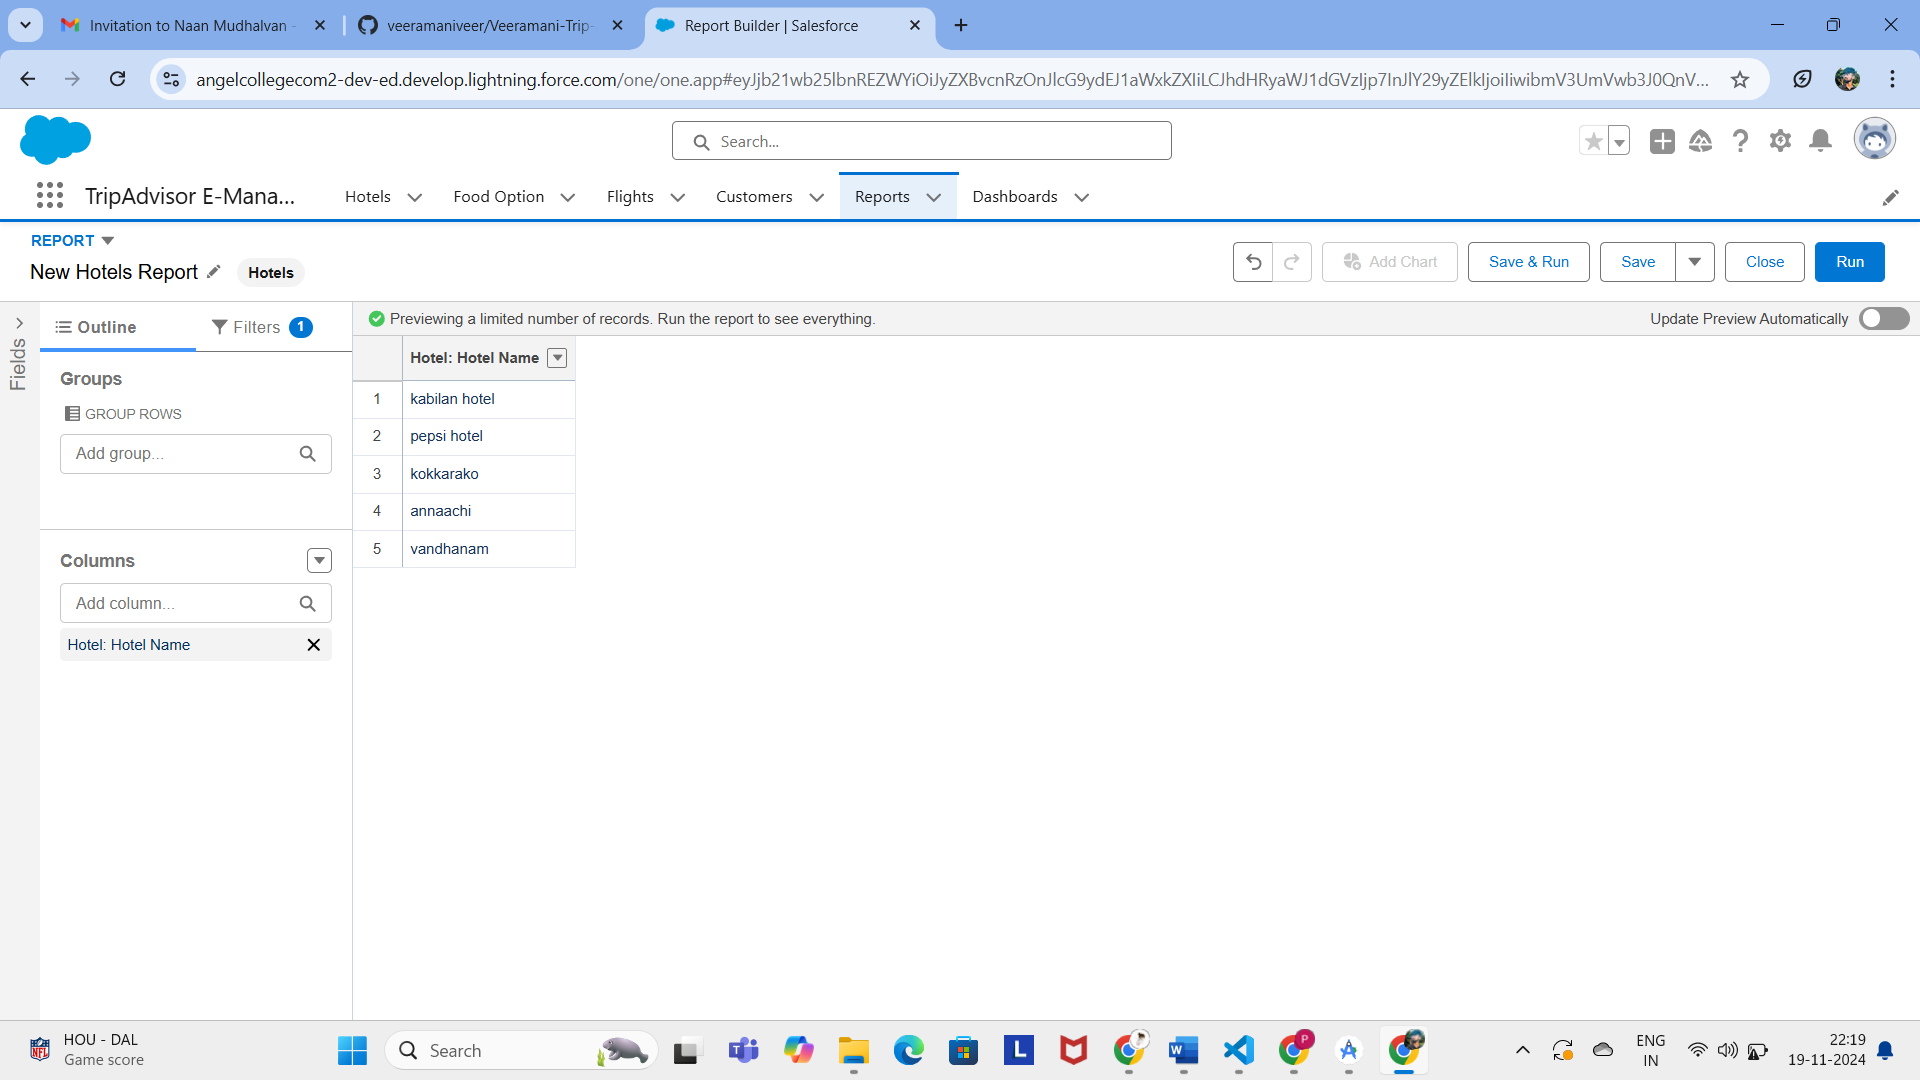 Invitation to Naan Mudhalvan -
veeramaniveer/Veeramani-Trip-
Report Builder | Salesforce
angelcollegecom2-dev-ed.develop.lightning.force.com/one/one.app#eyJjb21wb25lbnREZWYiOiJyZXBvcnRzOnJlcG9ydEJ1aWxkZXIiLCJhdHRyaWJ1dGVzIjp7InJlY29yZElkIjoiIiwibmV3UmVwb3J0QnV...
Search...
TripAdvisor E-Mana...
Hotels
Food Option
Flights
Customers
Reports
Dashboards
REPORT
New Hotels Report
Hotels
Add Chart
Save & Run
Save
Close
Run
Fields
Outline
Filters 1
Previewing a limited number of records. Run the report to see everything.
Update Preview Automatically
Groups
GROUP ROWS
Add group...
Columns
Add column...
Hotel: Hotel Name
Hotel: Hotel Name
1 kabilan hotel
2 pepsi hotel
3 kokkarako
4 annaachi
5 vandhanam
HOU - DAL
Game score
Search
L
P
ENG
IN
22:19
19-11-2024